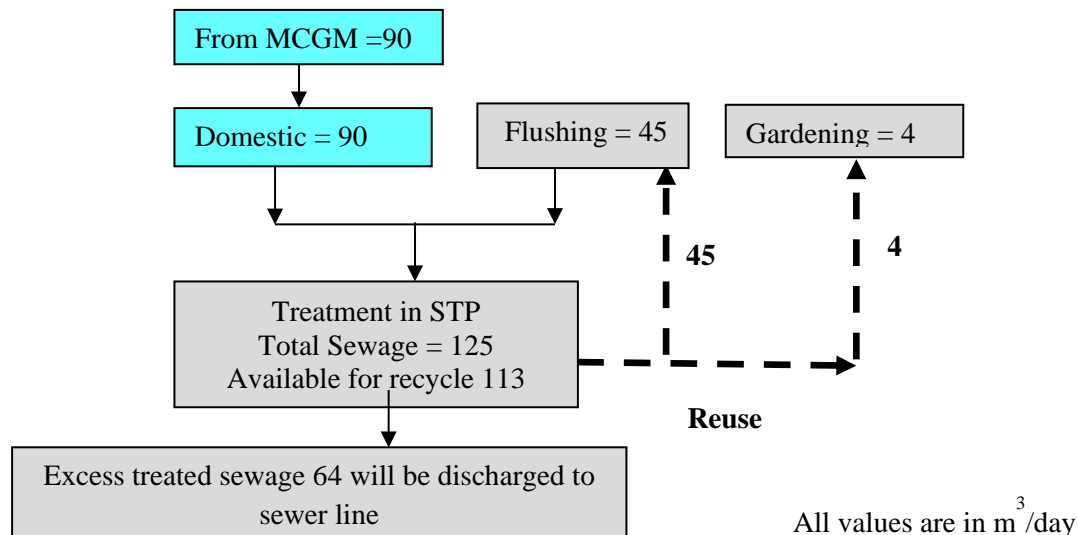 From MCGM =90
Domestic = 90
Flushing = 45
Gardening = 4
45
4
Treatment in STP
Total Sewage = 125
Available for recycle 113
Reuse
Excess treated sewage 64 will be discharged to
sewer line
All values are in m³/day